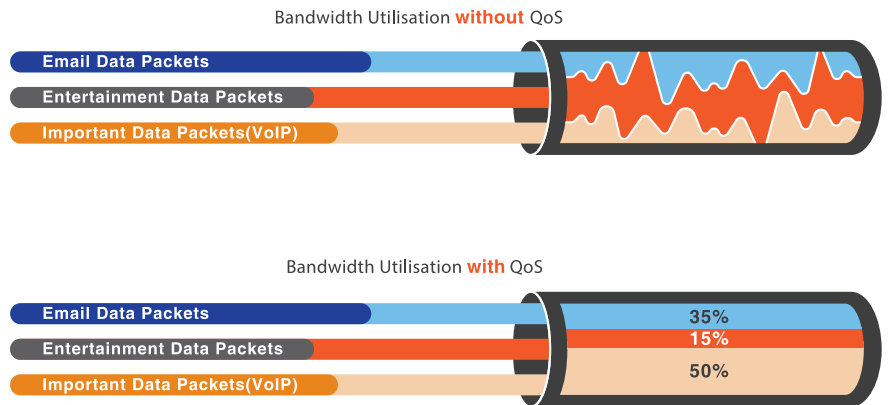 Bandwidth Utilisation without QoS
Email Data Packets
Entertainment Data Packets
Important Data Packets(VoIP)
Bandwidth Utilisation with QoS
Email Data Packets
35%
Entertainment Data Packets
15%
Important Data Packets(VoIP)
50%